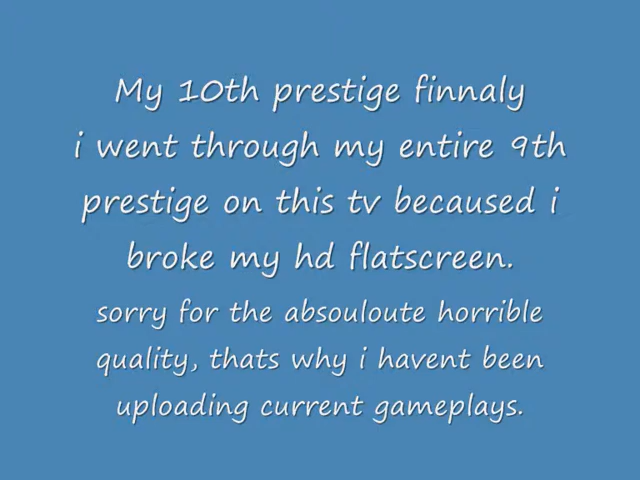 My 10th prestige finnaly
i went through my entire 9th
prestige on this tv becaused i
broke my hd flatscreen.
sorry for the absouloute horrible
quality, thats why i havent been
uploading current gameplays.